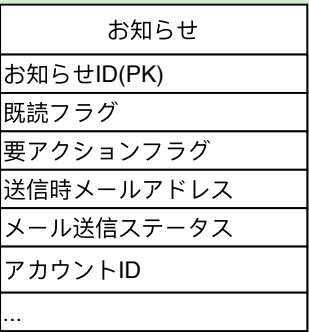 お知らせ
お知らせID(PK)
既読フラグ
要アクションフラグ
送信時メールアドレス
メール送信ステータス
アカウントID
...